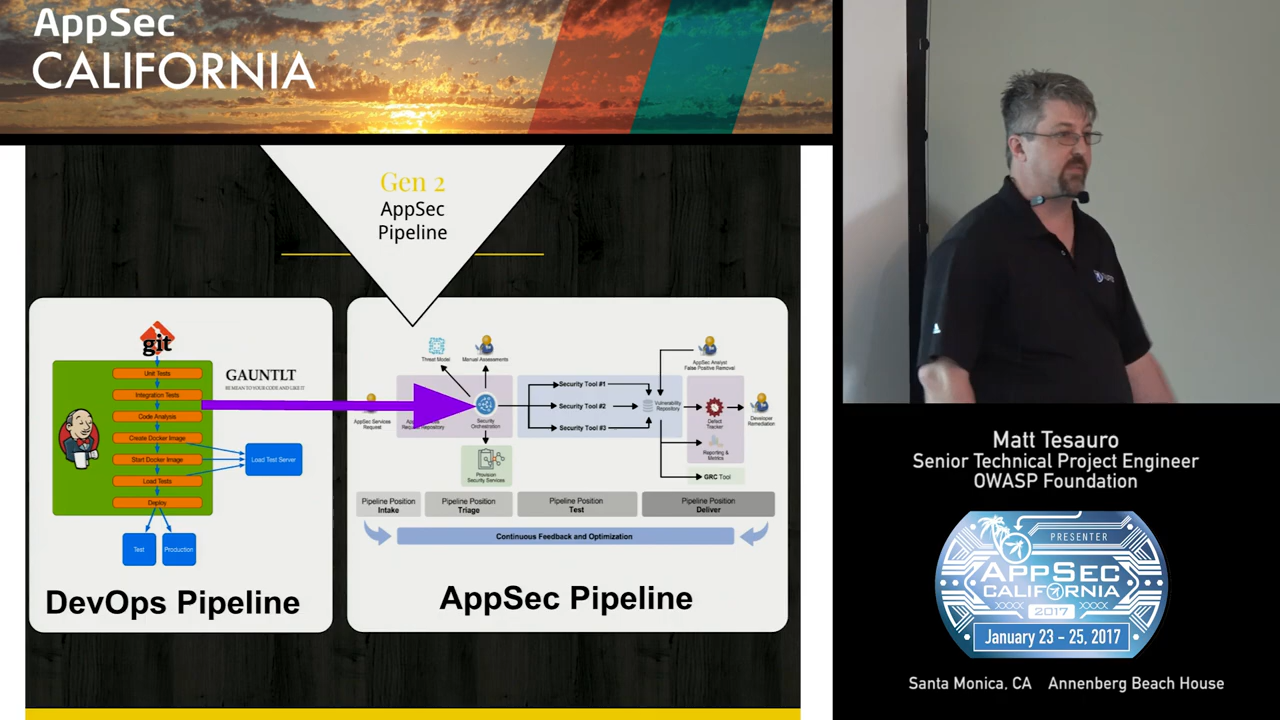 AppSec
CALIFORNIA
Gen 2
AppSec
Pipeline
git
Unit Tests
Integration Tests
Code Analysis
Create Docker Image
Start Docker Image
Load Tests
Deploy
Test
Production
Load Test Server
GAUNTLT
BE MEAN TO YOUR CODE AND LIKE IT
DevOps Pipeline
Threat Model
Manual Assessments
AppSec Analyst
False Positive Removal
AppSec Services
Request
Repository
Security
Orchestration
Security Tool #1
Security Tool #2
Security Tool #3
Vulnerability
Repository
Defect
Tracker
Developer
Remediation
Reporting &
Metrics
GRC Tool
Provision
Security Services
Pipeline Position
Intake
Pipeline Position
Triage
Pipeline Position
Test
Pipeline Position
Deliver
Continuous Feedback and Optimization
AppSec Pipeline
Matt Tesauro
Senior Technical Project Engineer
OWASP Foundation
PRESENTER
APPSEC
CALIFORNIA
2017
January 23 - 25, 2017
Santa Monica, CA Annenberg Beach House